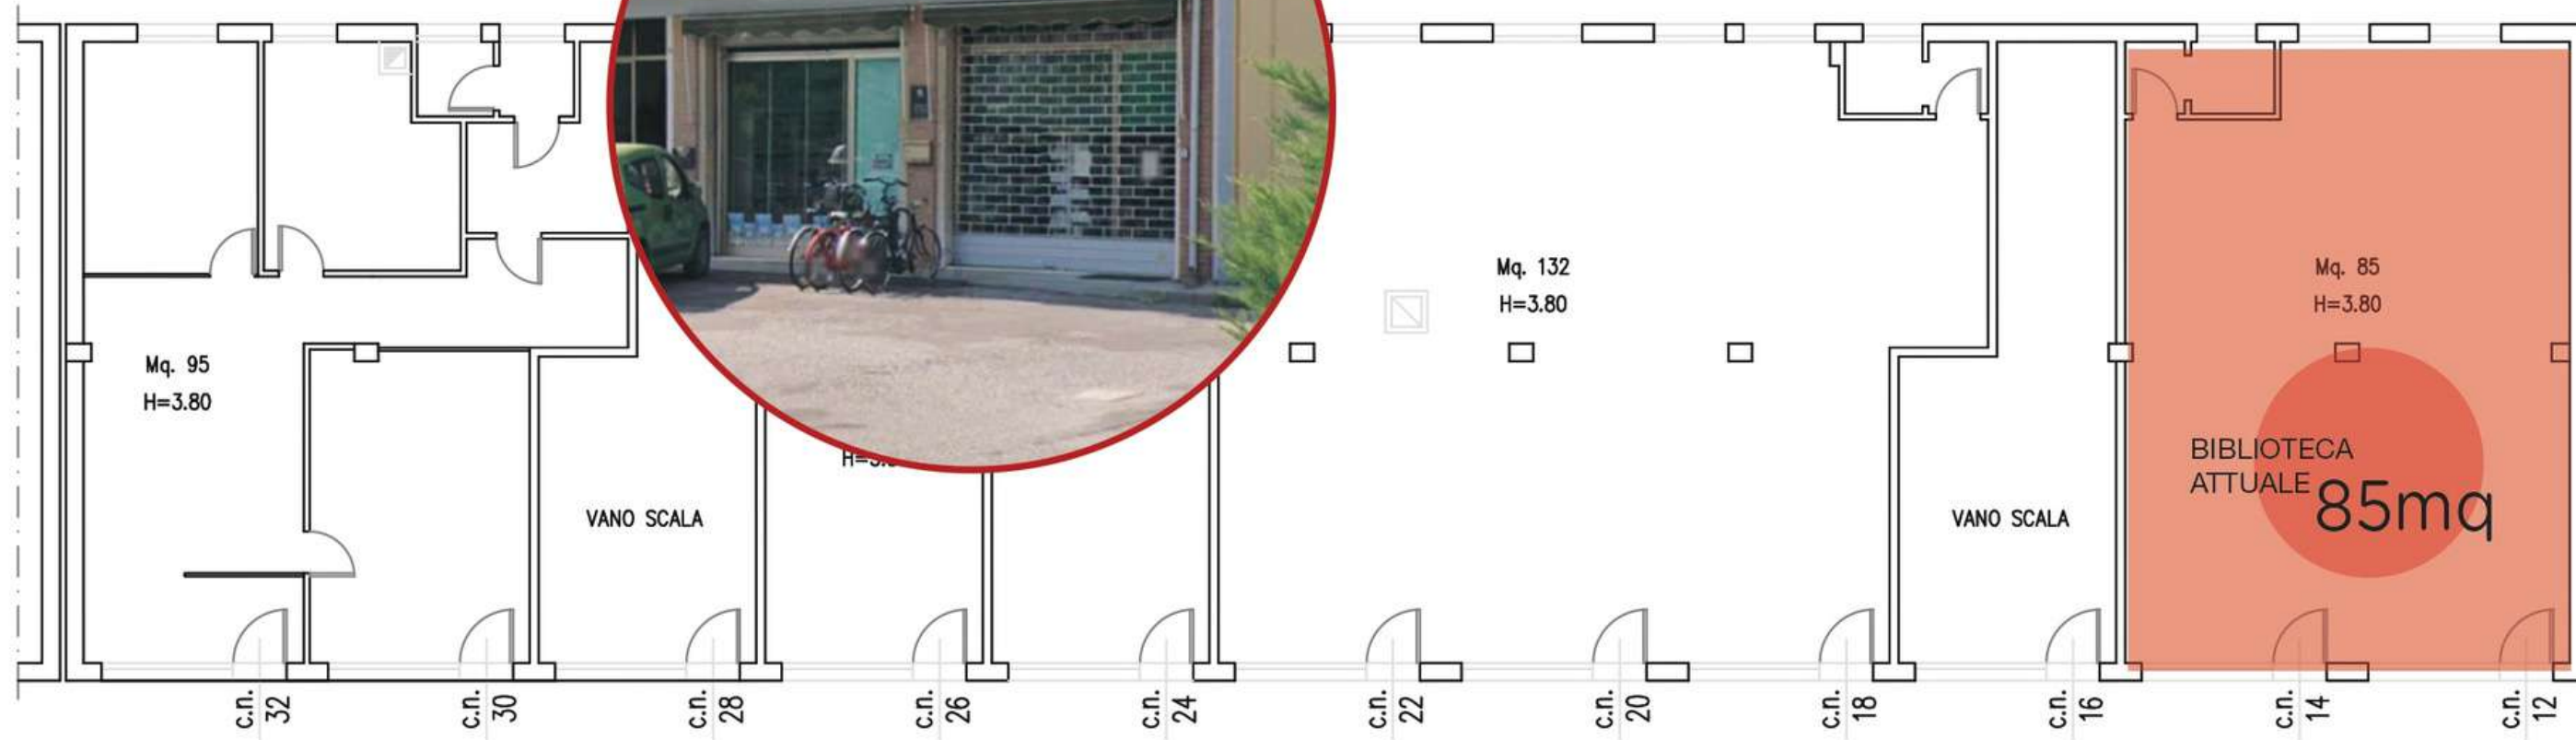 Mq. 95
H=3.80
VANO SCALA
Mq. 132
H=3.80
VANO SCALA
Mq. 85
H=3.80
BIBLIOTECA
ATTUALE 85mq
c.n. 32
c.n. 30
c.n. 28
c.n. 26
c.n. 24
c.n. 22
c.n. 20
c.n. 18
c.n. 16
c.n. 14
c.n. 12